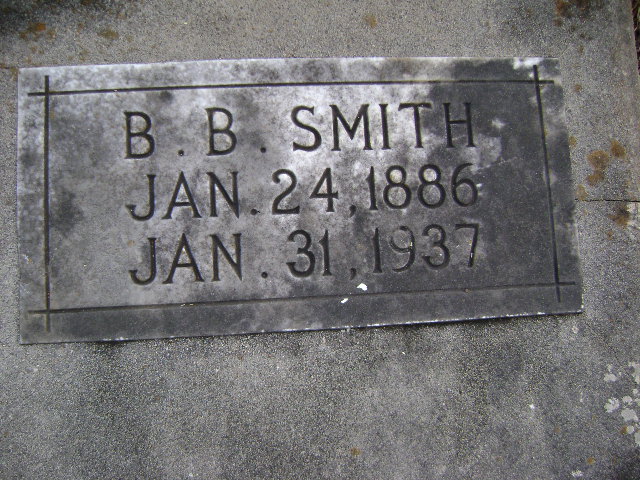 B. B. SMITH
JAN. 24, 1886
JAN. 31, 1937